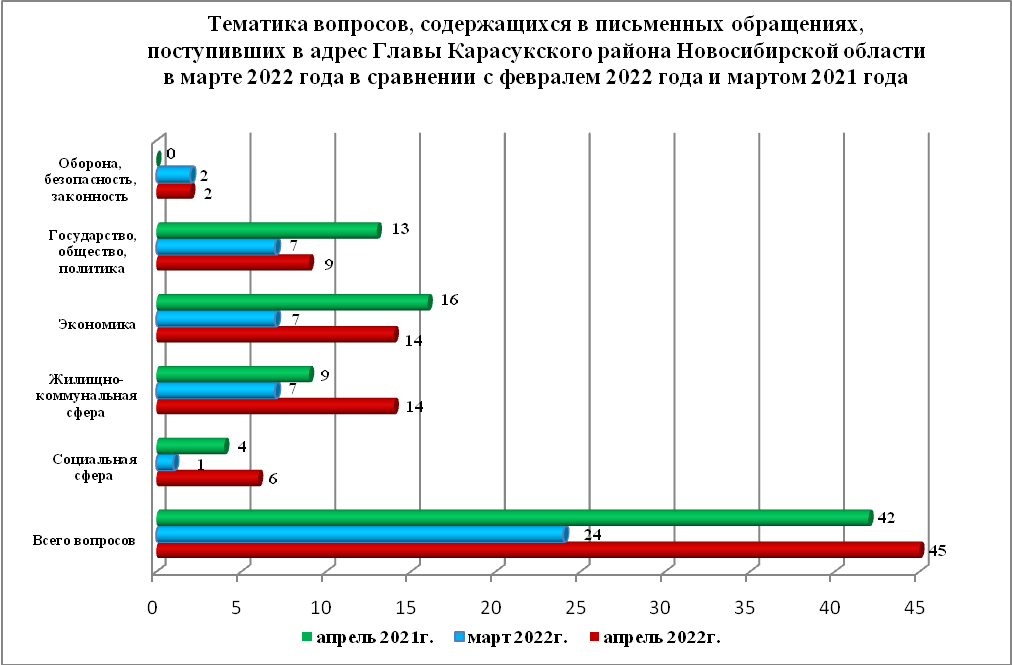 Тематика вопросов, содержащихся в письменных обращениях,
поступивших в адрес Главы Карасукского района Новосибирской области
в марте 2022 года в сравнении с февралем 2022 года и мартом 2021 года
Оборона,
безопасность,
законность
0
2
2
Государство,
общество,
политика
13
7
9
Экономика
16
7
14
Жилищно-
коммунальная
сфера
9
7
14
Социальная
сфера
4
1
6
Всего вопросов
42
24
45
0 5 10 15 20 25 30 35 40 45
апрель 2021г. март 2022г. апрель 2022г.